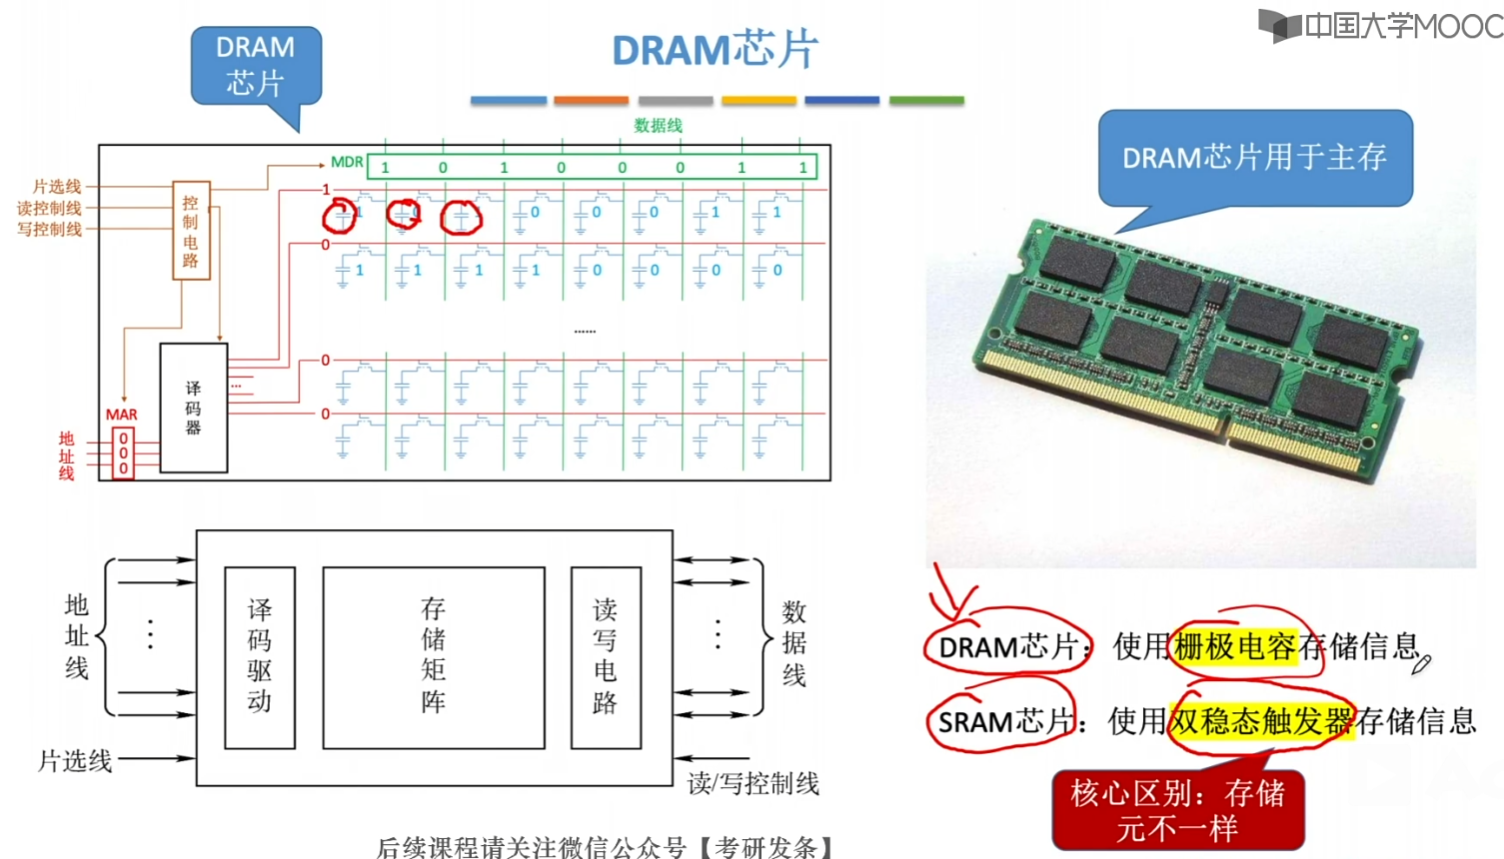 中国大学MOOC
DRAM芯片
DRAM
芯片
数据线
MDR 1 0 1 0 0 0 1 1
片选线
读控制线
写控制线
控制电路
1
1 0 0 0 1 1
0
1 1 1 1 0 0 0 0
......
0
0
译码器
...
MAR
地址线
0
0
0
DRAM芯片用于主存
地址线
译码驱动
存储矩阵
读写电路
数据线
片选线
读/写控制线
DRAM芯片：使用栅极电容存储信息
SRAM芯片：使用双稳态触发器存储信息
核心区别：存储
元不一样
后续课程请关注微信公众号【考研发条】